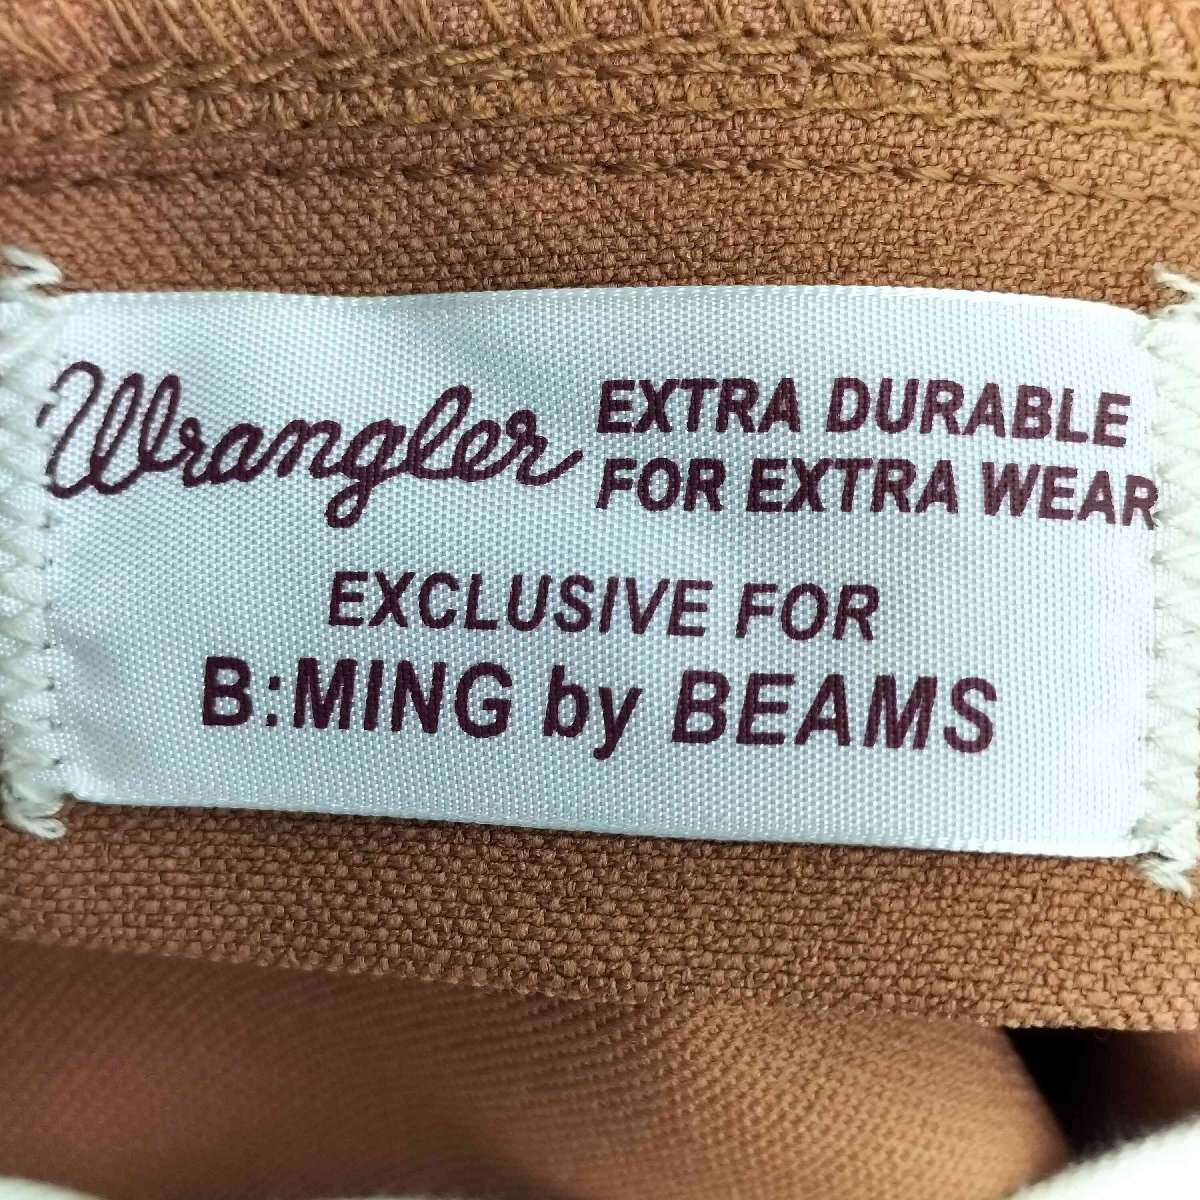 Wrangler
EXTRA DURABLE
FOR EXTRA WEAR
EXCLUSIVE FOR
B:MING by BEAMS